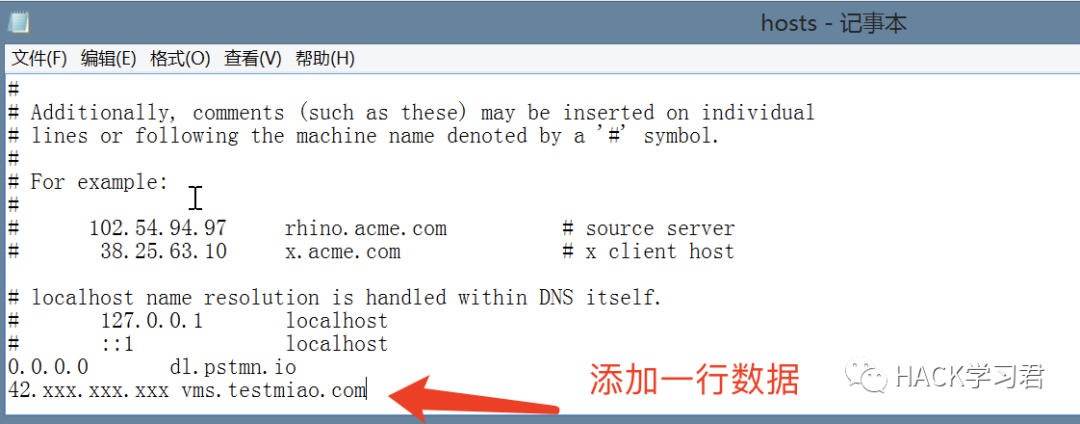 hosts - 记事本
文件(F) 编辑(E) 格式(O) 查看(V) 帮助(H)
#
# Additionally, comments (such as these) may be inserted on individual
# lines or following the machine name denoted by a '#' symbol.
#
# For example:
#
# 102.54.94.97 rhino.acme.com # source server
# 38.25.63.10 x.acme.com # x client host
# localhost name resolution is handled within DNS itself.
# 127.0.0.1 localhost
# ::1 localhost
0.0.0.0 dl.pstmn.io
42.xxx.xxx.xxx vms.testmiao.com
添加一行数据
HACK学习君